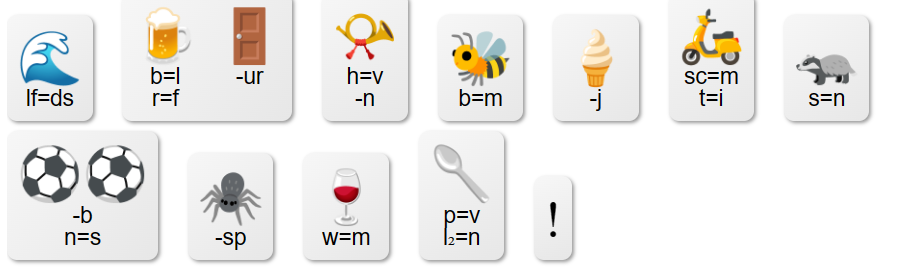 b=l
-ur
h=v
sc=m
lf=ds
r=f
-n
b=m
-j
t=i
s=n
-b
n=s
-sp
w=m
p=v
l₂=n
!